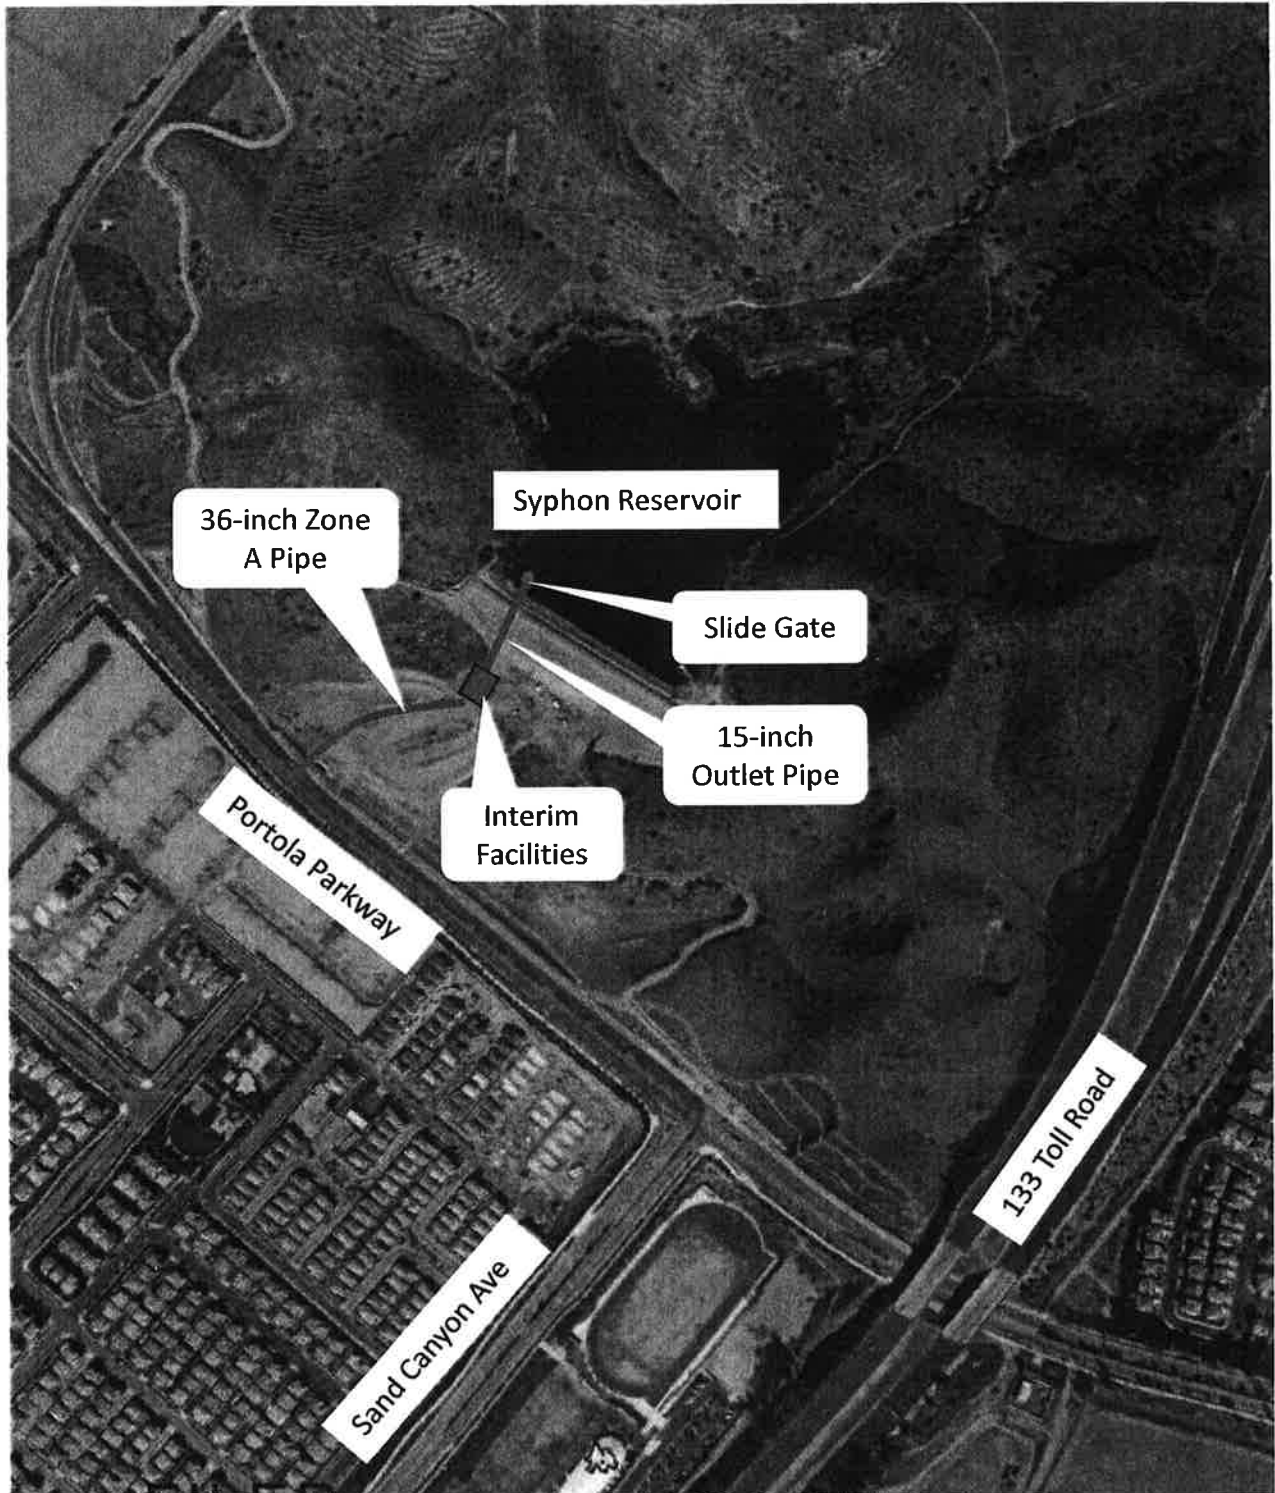 Syphon Reservoir
36-inch Zone
A Pipe
Slide Gate
15-inch
Outlet Pipe
Interim
Facilities
Portola Parkway
133 Toll Road
Sand Canyon Ave